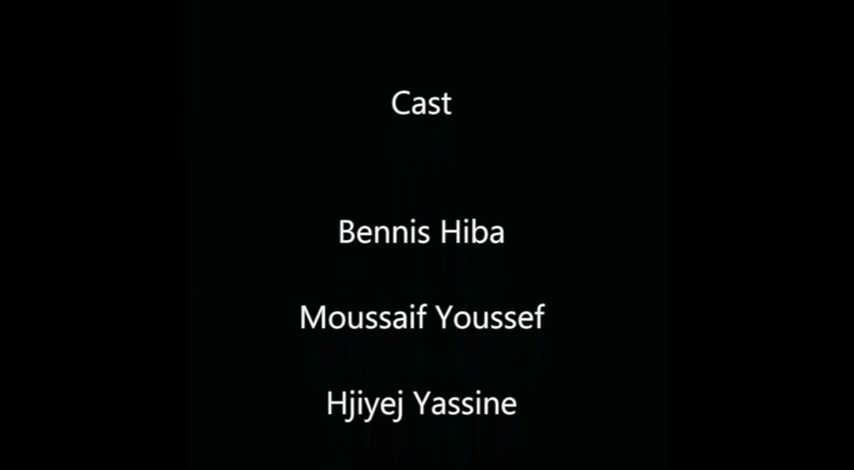 Cast
Bennis Hiba
Moussaif Youssef
Hjiyej Yassine